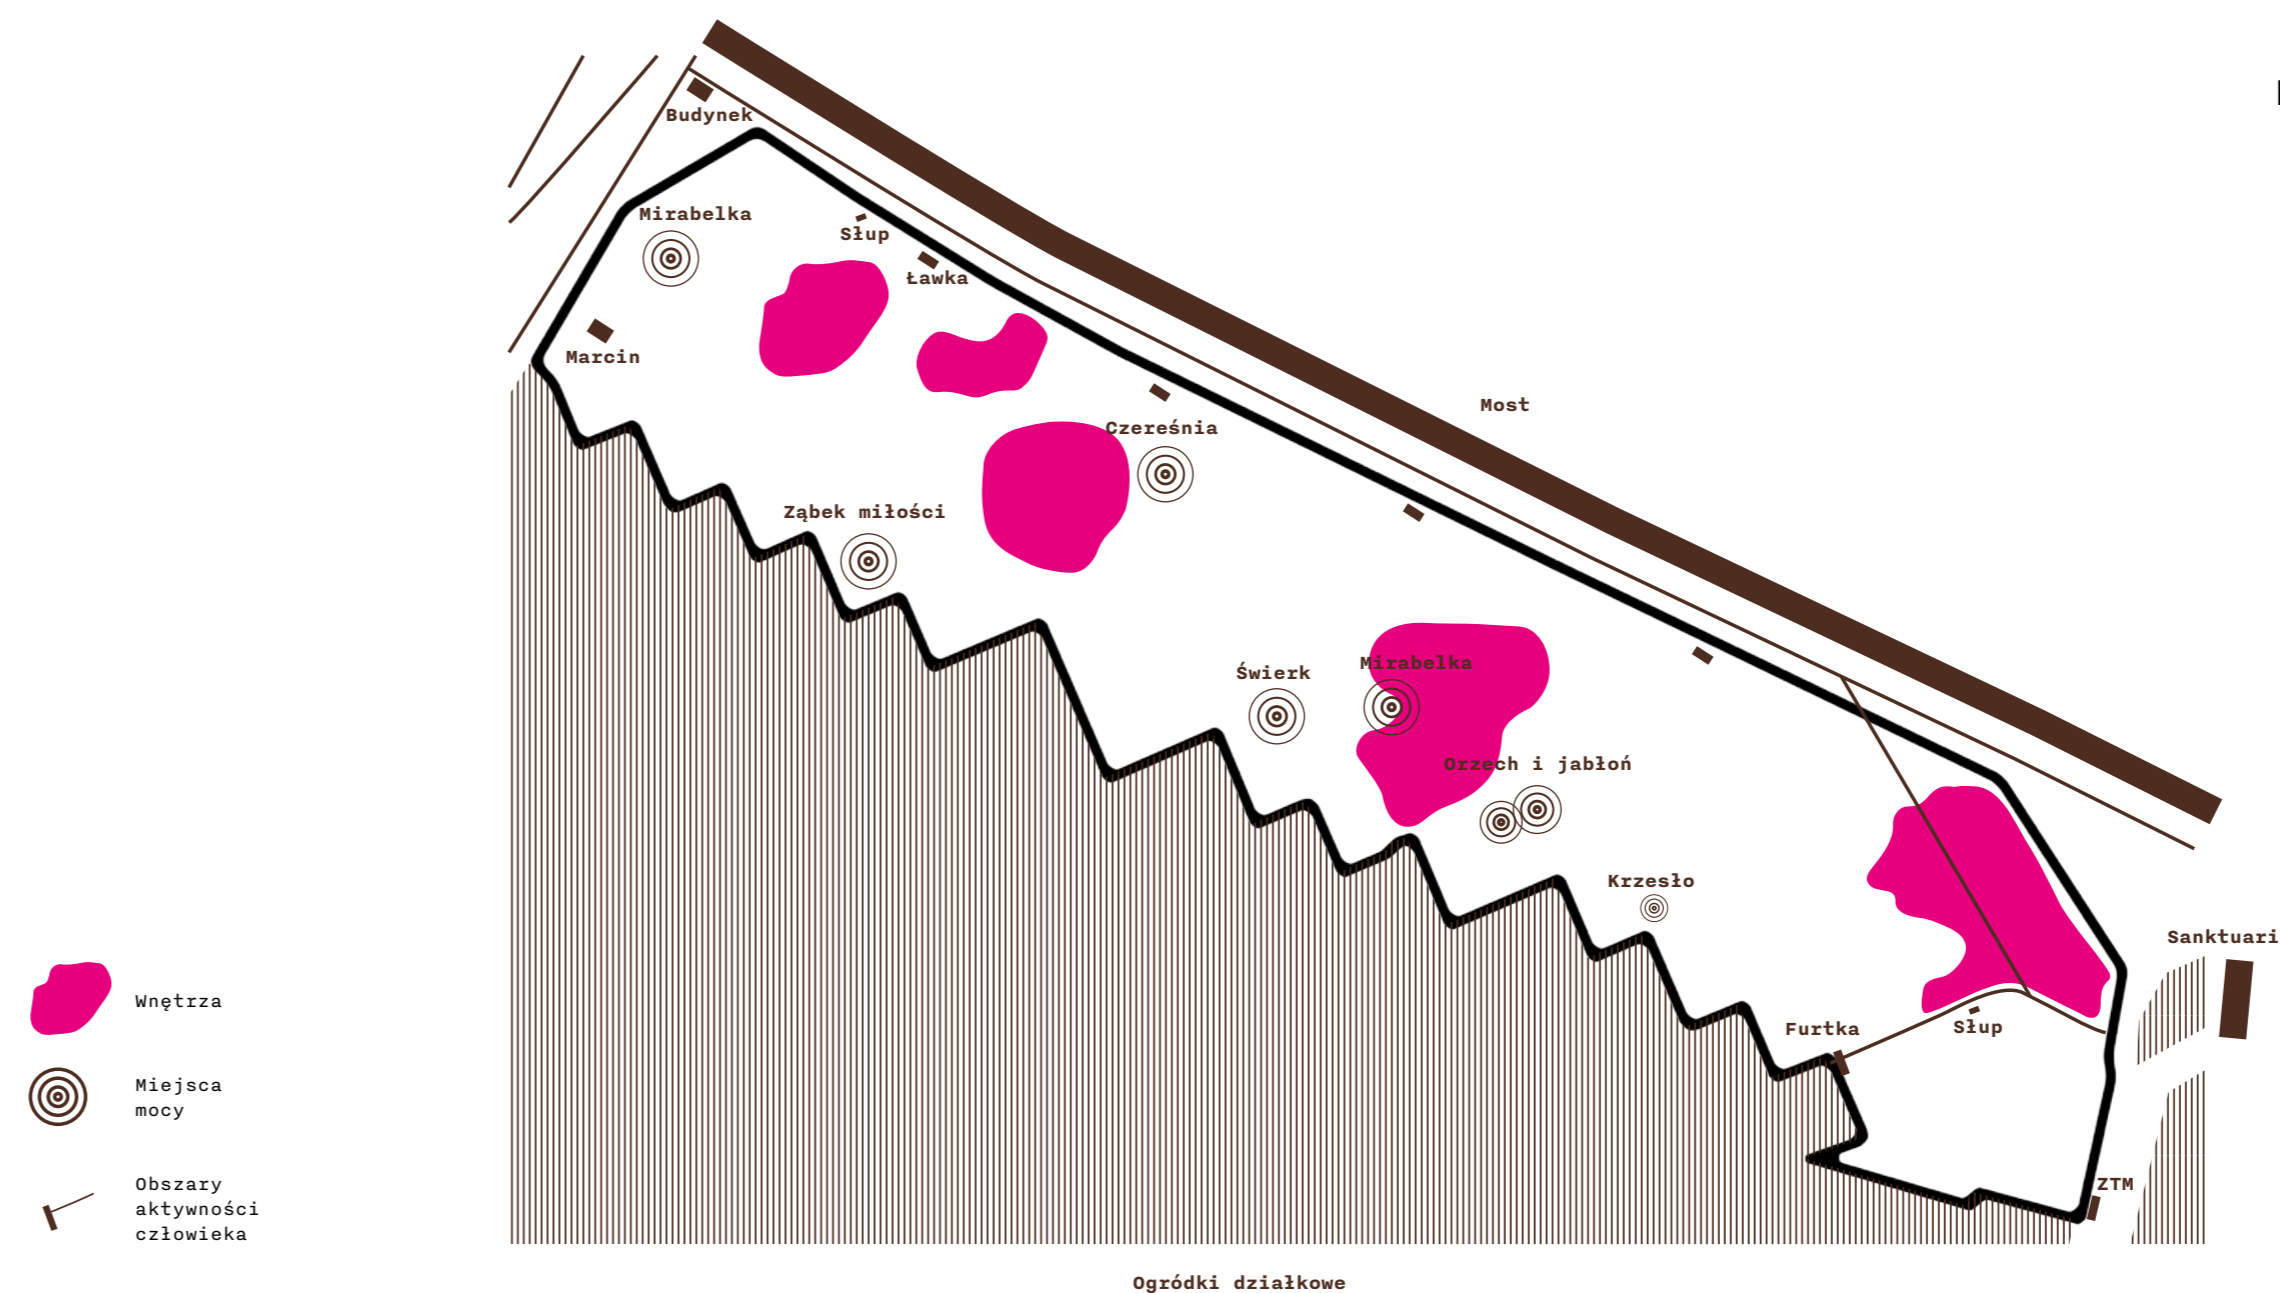 Budynek
Mirabelka
Słup
Ławka
Marcin
Most
Czereśnia
Ząbek miłości
Mirabelka
Świerk
Orzech i jabłoń
Krzesło
Sanktuari
Wnętrza
Furtka
Słup
Miejsca
mocy
Obszary
aktywności
człowieka
ZTM
Ogródki działkowe